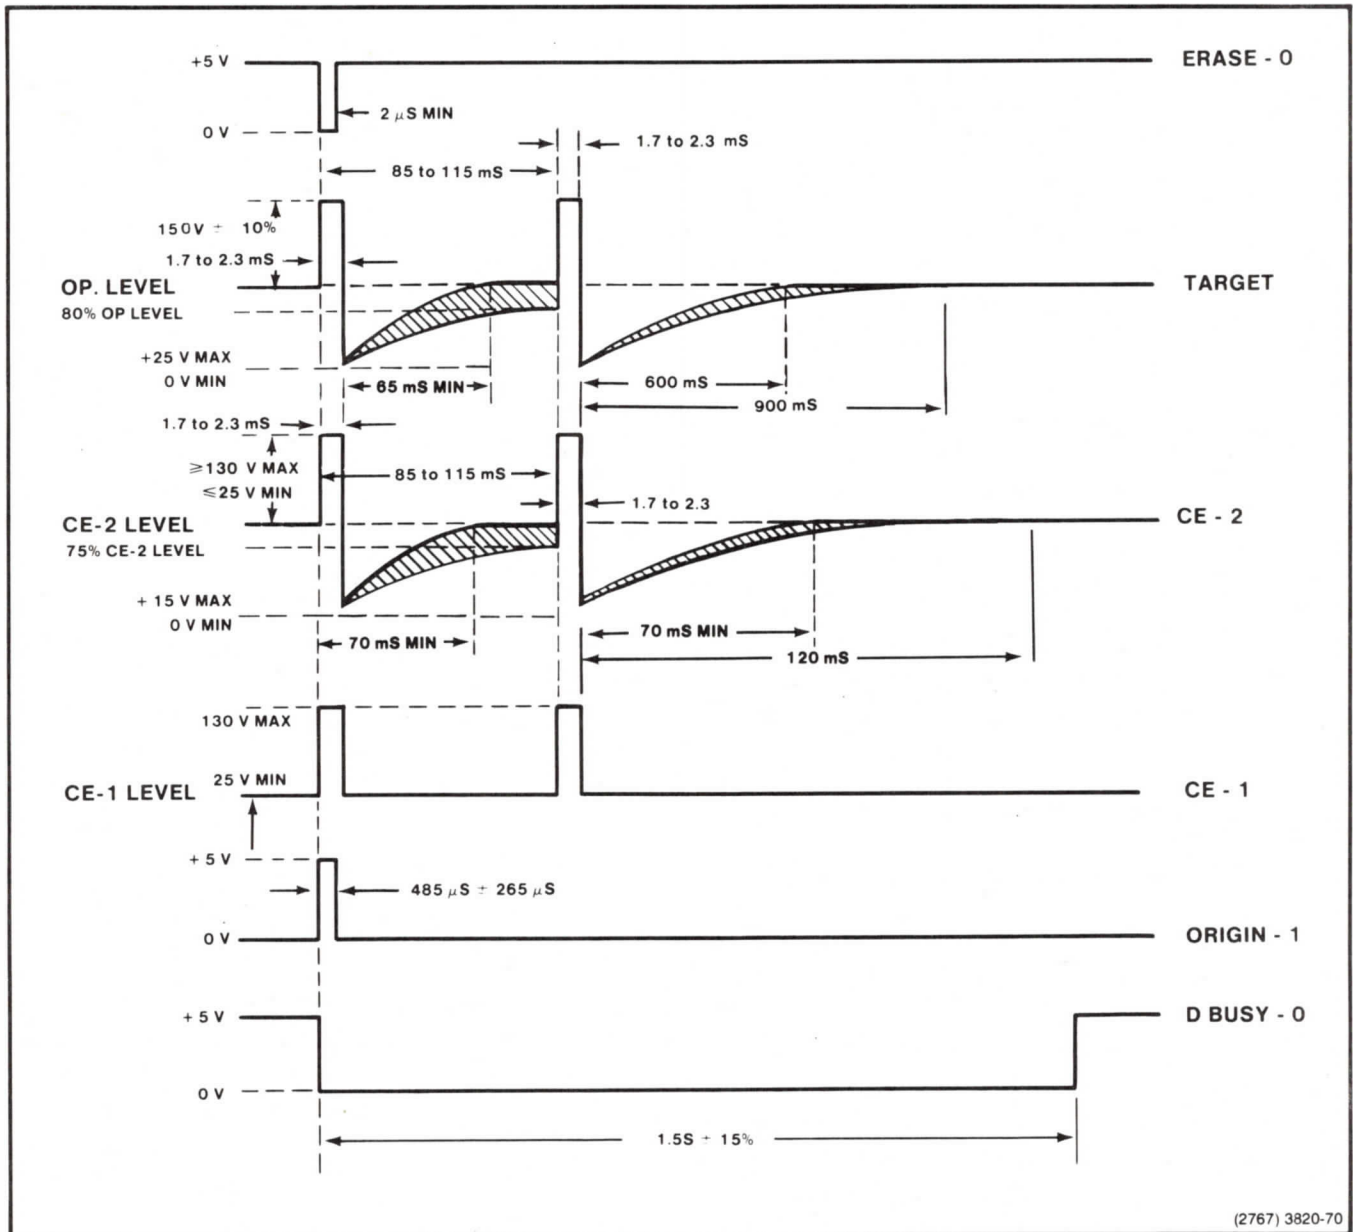 +5 V
ERASE - 0
2 μS MIN
0 V
1.7 to 2.3 mS
85 to 115 mS
150V ± 10%
1.7 to 2.3 mS
OP. LEVEL
TARGET
80% OP LEVEL
+25 V MAX
0 V MIN
65 mS MIN
600 mS
900 mS
1.7 to 2.3 mS
≥130 V MAX
≤25 V MIN
85 to 115 mS
1.7 to 2.3
CE-2 LEVEL
CE - 2
75% CE-2 LEVEL
+ 15 V MAX
0 V MIN
70 mS MIN
70 mS MIN
120 mS
130 V MAX
25 V MIN
CE-1 LEVEL
CE - 1
+ 5 V
485 μS ± 265 μS
0 V
ORIGIN - 1
+ 5 V
D BUSY - 0
0 V
1.5S ± 15%
(2767) 3820-70